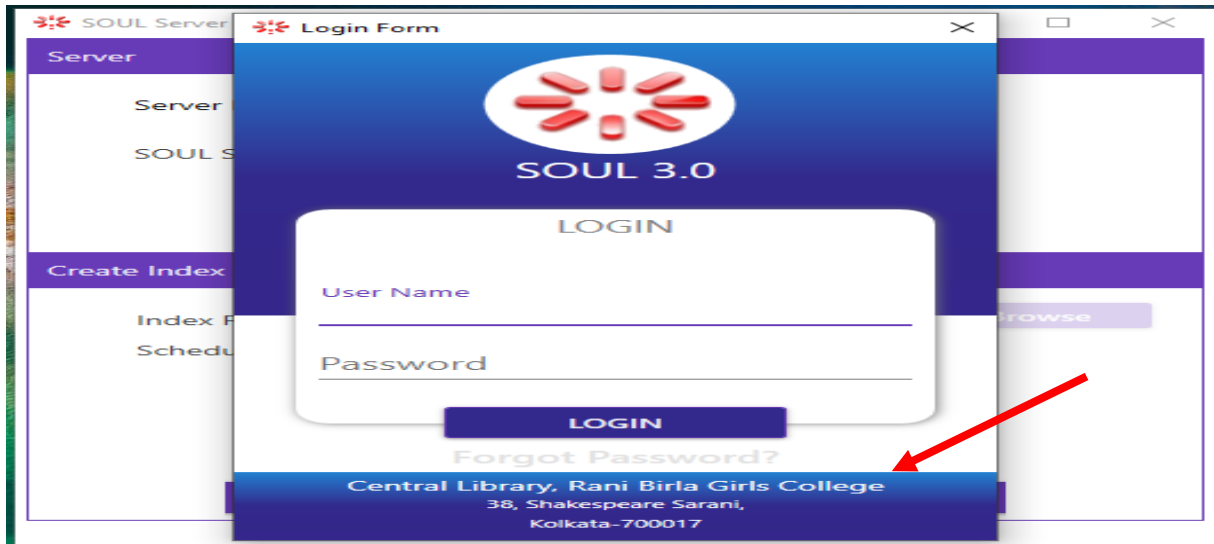 SOUL Server
Login Form
Server
Server
SOUL S
SOUL 3.0
LOGIN
Create Index
User Name
Index F
Browse
Schedu
Password
LOGIN
Forgot Password?
Central Library, Rani Birla Girls College
38, Shakespeare Sarani,
Kolkata-700017